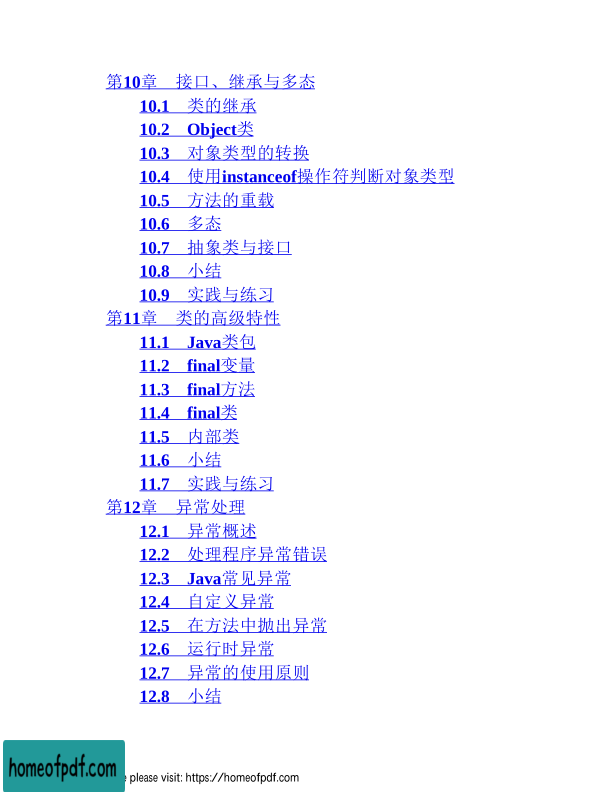 第10章　接口、继承与多态
10.1　类的继承
10.2　Object类
10.3　对象类型的转换
10.4　使用instanceof操作符判断对象类型
10.5　方法的重载
10.6　多态
10.7　抽象类与接口
10.8　小结
10.9　实践与练习
第11章　类的高级特性
11.1　Java类包
11.2　final变量
11.3　final方法
11.4　final类
11.5　内部类
11.6　小结
11.7　实践与练习
第12章　异常处理
12.1　异常概述
12.2　处理程序异常错误
12.3　Java常见异常
12.4　自定义异常
12.5　在方法中抛出异常
12.6　运行时异常
12.7　异常的使用原则
12.8　小结
homeofpdf.com
please visit: https://homeofpdf.com